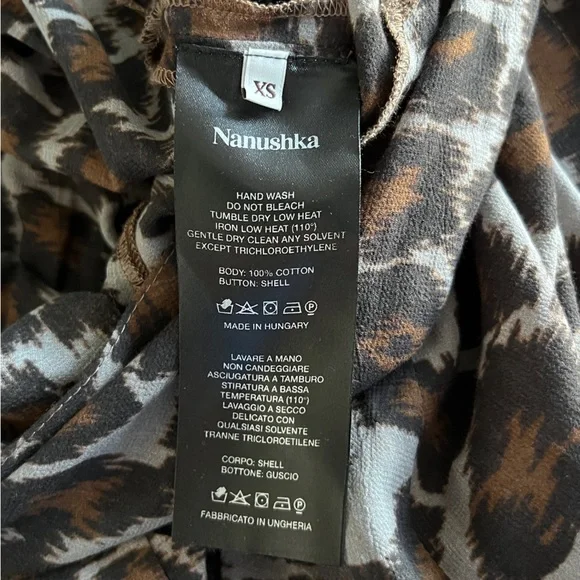 XS
Nanushka
HAND WASH
DO NOT BLEACH
TUMBLE DRY LOW HEAT
IRON LOW HEAT (110°)
GENTLE DRY CLEAN ANY SOLVENT
EXCEPT TRICHLOROETHYLENE
BODY: 100% COTTON
BUTTON: SHELL
MADE IN HUNGARY
LAVARE A MANO
NON CANDEGGIARE
ASCIUGATURA A TAMBURO
STIRATURA A BASSA
TEMPERATURA (110°)
LAVAGGIO A SECCO
DELICATO CON
QUALSIASI SOLVENTE
TRANNE TRICLOROETILENE
CORPO: SHELL
BOTTONE: GUSCIO
FABBRICATO IN UNGHERIA